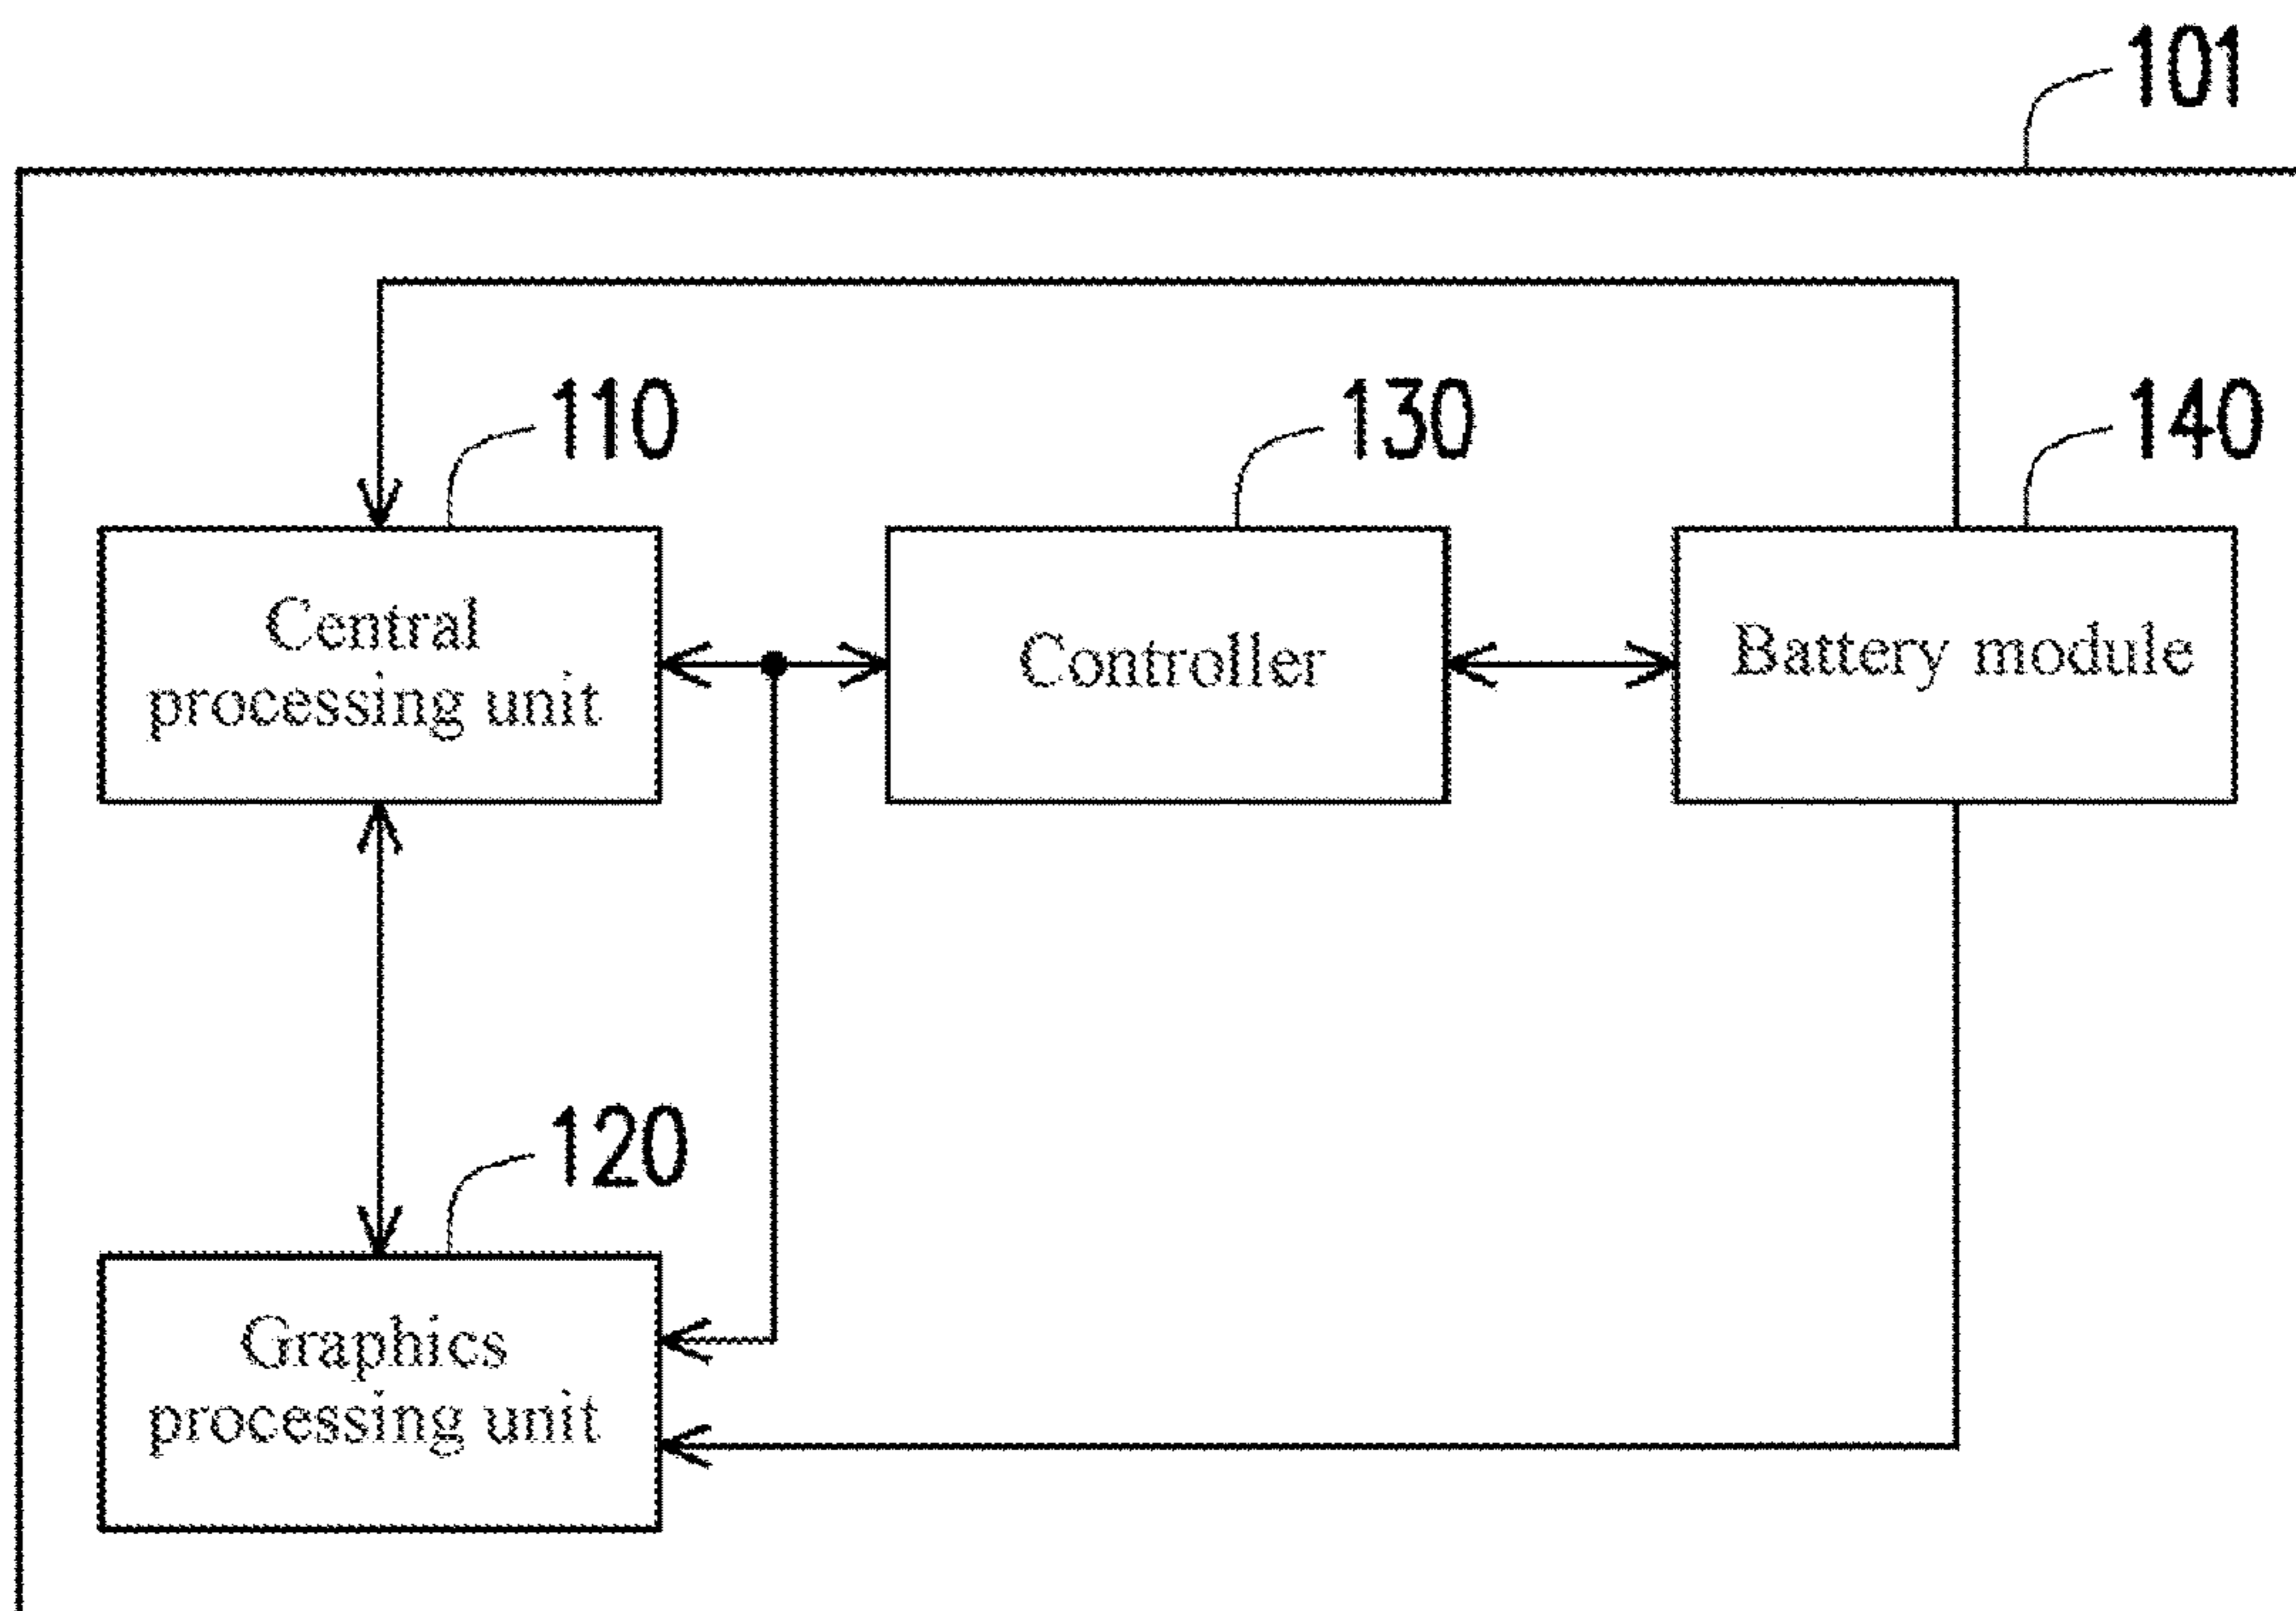 101
110
130
140
Central
processing unit
Controller
Battery module
120
Graphics
processing unit